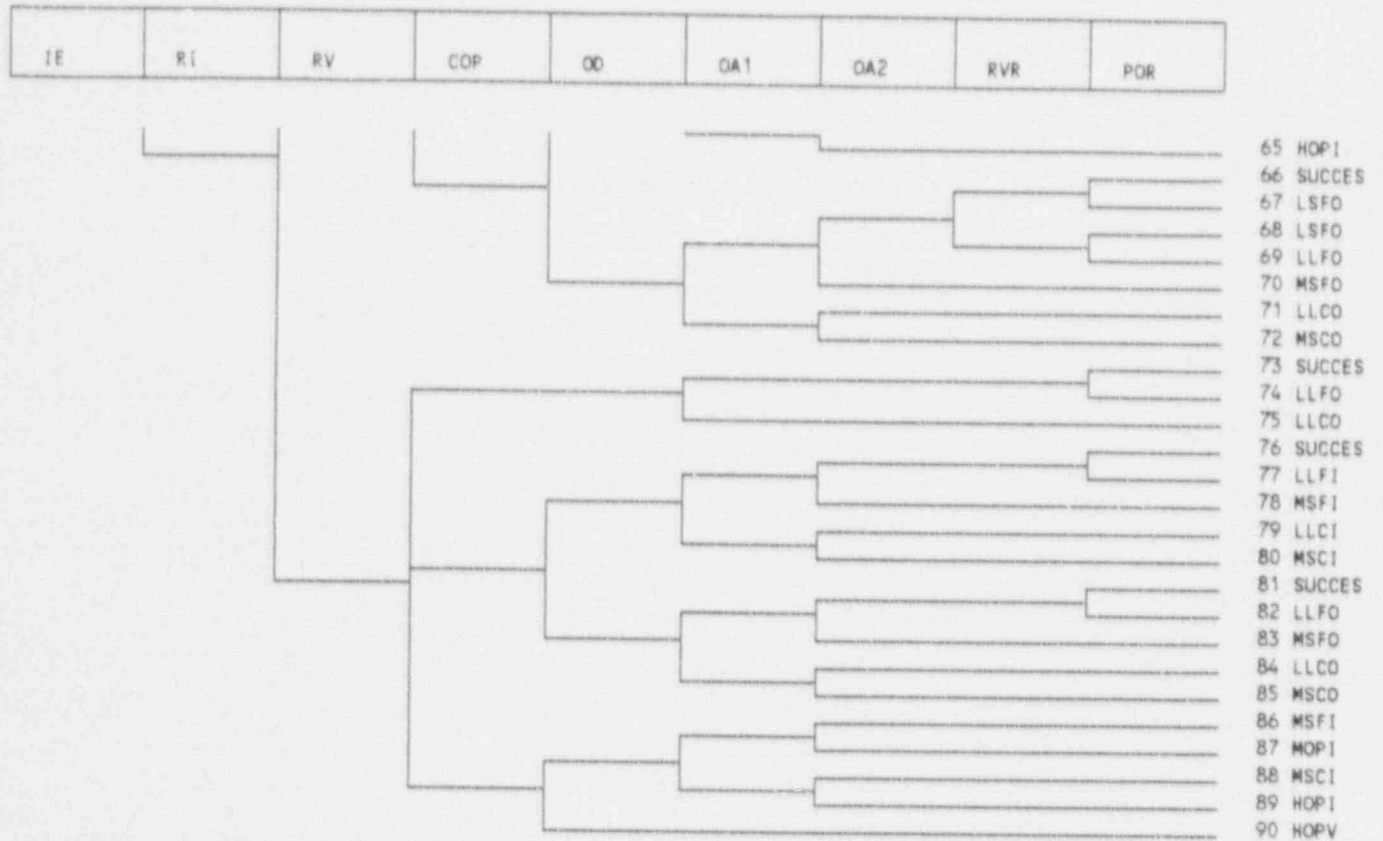 IE Ri RV COP OD OA1 OA2 RVR POR
65 HOPI
66 SUCCES
67 LSFO
68 LSFO
69 LLFO
70 MSFO
71 LLCO
72 MSCO
73 SUCCES
74 LLFO
75 LLCO
76 SUCCES
77 LLFI
78 MSFI
79 LLCI
80 MSCI
81 SUCCES
82 LLFO
83 MSFO
84 LLCO
85 MSCO
86 MSFI
87 MOPI
88 MSCI
89 HOPI
90 HOPV